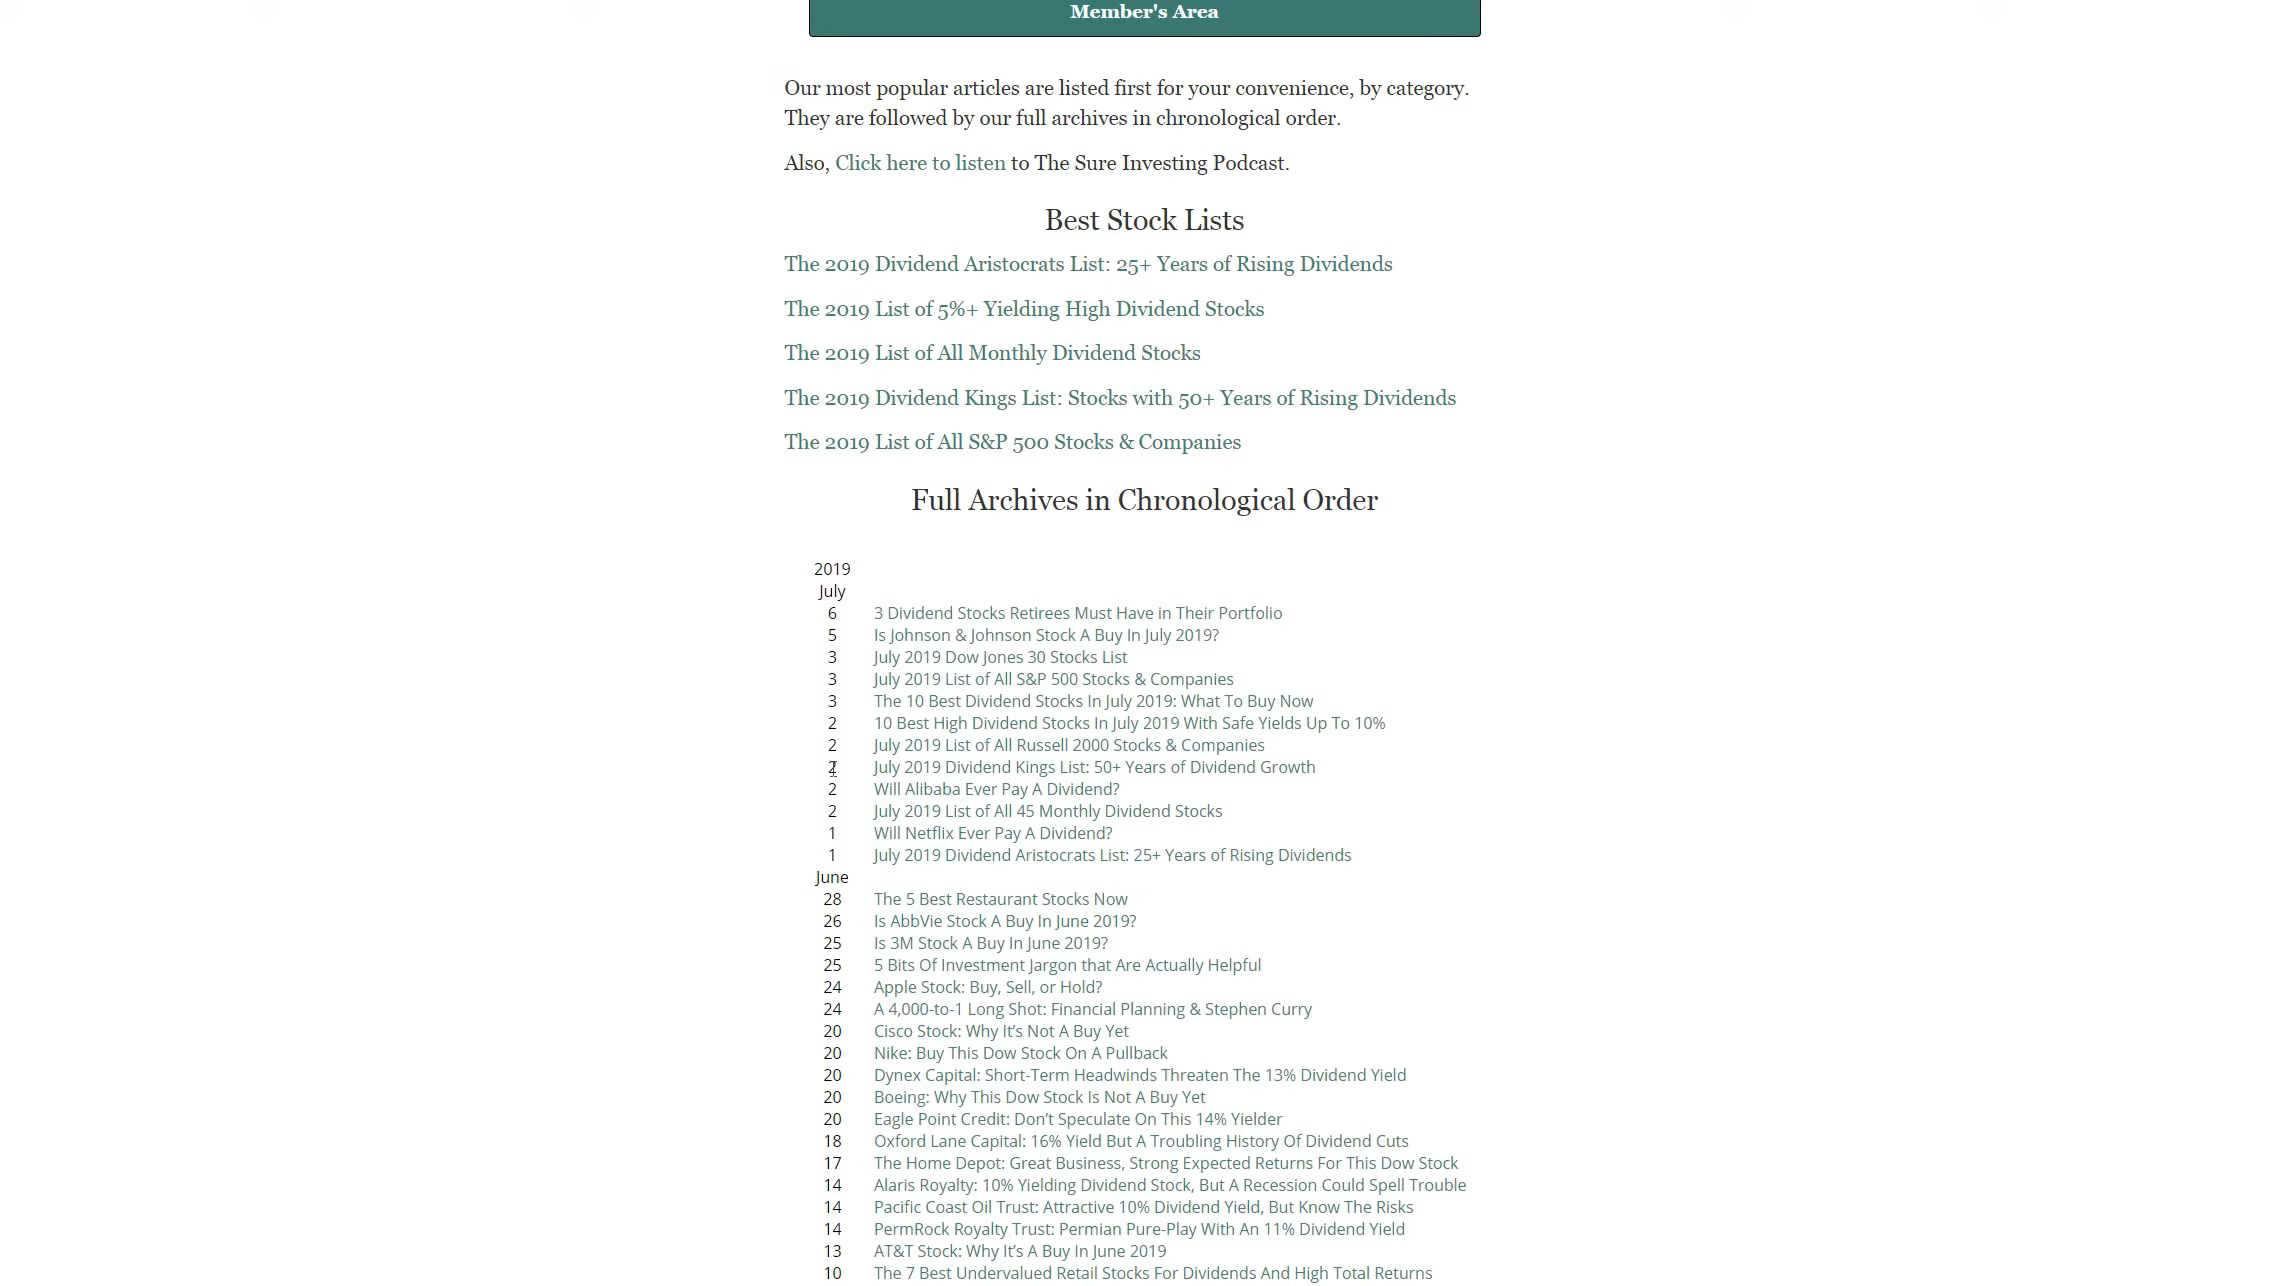 Member's Area
Our most popular articles are listed first for your convenience, by category.
They are followed by our full archives in chronological order.
Also, Click here to listen to The Sure Investing Podcast.
Best Stock Lists
The 2019 Dividend Aristocrats List: 25+ Years of Rising Dividends
The 2019 List of 5%+ Yielding High Dividend Stocks
The 2019 List of All Monthly Dividend Stocks
The 2019 Dividend Kings List: Stocks with 50+ Years of Rising Dividends
The 2019 List of All S&P 500 Stocks & Companies
Full Archives in Chronological Order
2019
July
6 3 Dividend Stocks Retirees Must Have in Their Portfolio
5 Is Johnson & Johnson Stock A Buy In July 2019?
3 July 2019 Dow Jones 30 Stocks List
3 July 2019 List of All S&P 500 Stocks & Companies
3 The 10 Best Dividend Stocks In July 2019: What To Buy Now
2 10 Best High Dividend Stocks In July 2019 With Safe Yields Up To 10%
2 July 2019 List of All Russell 2000 Stocks & Companies
2 July 2019 Dividend Kings List: 50+ Years of Dividend Growth
2 Will Alibaba Ever Pay A Dividend?
2 July 2019 List of All 45 Monthly Dividend Stocks
1 Will Netflix Ever Pay A Dividend?
1 July 2019 Dividend Aristocrats List: 25+ Years of Rising Dividends
June
28 The 5 Best Restaurant Stocks Now
26 Is AbbVie Stock A Buy In June 2019?
25 Is 3M Stock A Buy In June 2019?
25 5 Bits Of Investment Jargon that Are Actually Helpful
24 Apple Stock: Buy, Sell, or Hold?
24 A 4,000-to-1 Long Shot: Financial Planning & Stephen Curry
20 Cisco Stock: Why It’s Not A Buy Yet
20 Nike: Buy This Dow Stock On A Pullback
20 Dynex Capital: Short-Term Headwinds Threaten The 13% Dividend Yield
20 Boeing: Why This Dow Stock Is Not A Buy Yet
20 Eagle Point Credit: Don’t Speculate On This 14% Yielder
18 Oxford Lane Capital: 16% Yield But A Troubling History Of Dividend Cuts
17 The Home Depot: Great Business, Strong Expected Returns For This Dow Stock
14 Alaris Royalty: 10% Yielding Dividend Stock, But A Recession Could Spell Trouble
14 Pacific Coast Oil Trust: Attractive 10% Dividend Yield, But Know The Risks
14 PermRock Royalty Trust: Permian Pure-Play With An 11% Dividend Yield
13 AT&T Stock: Why It’s A Buy In June 2019
10 The 7 Best Undervalued Retail Stocks For Dividends And High Total Returns